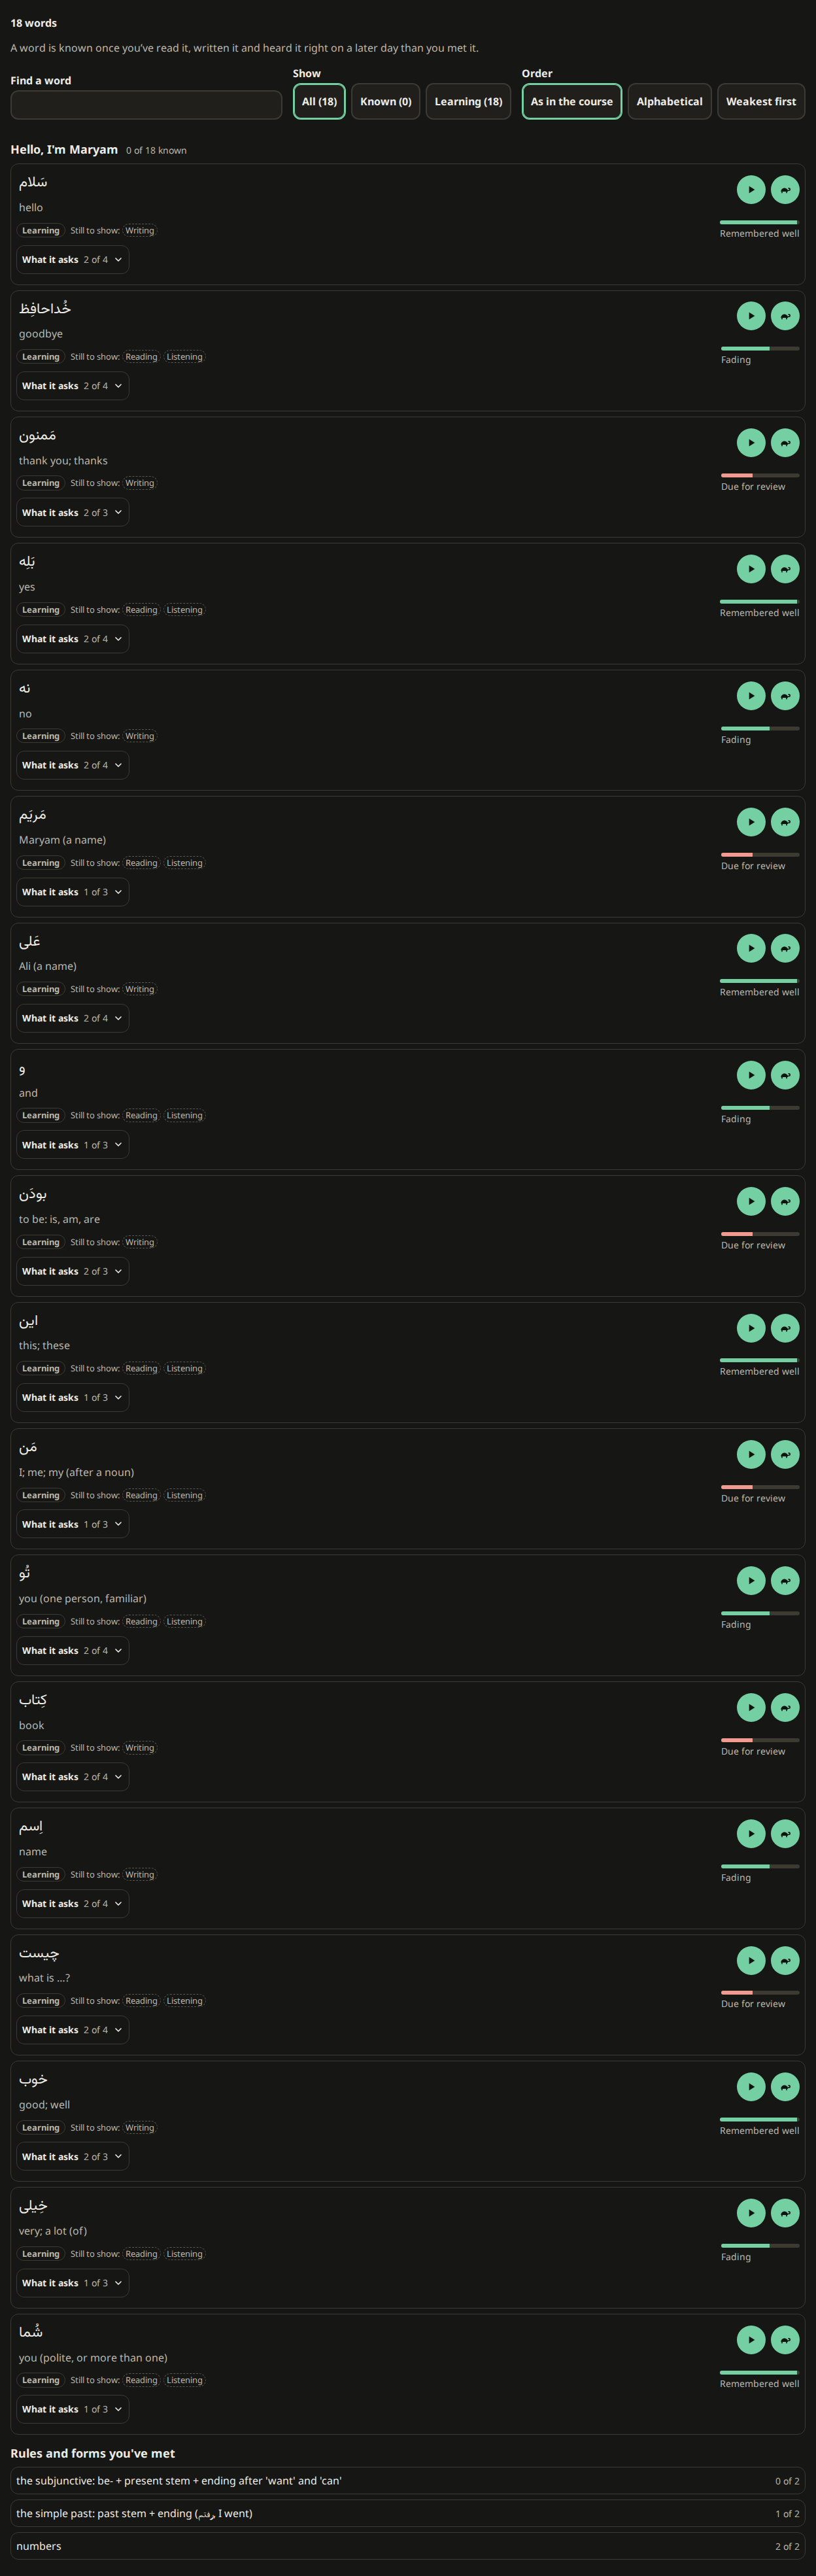 18 words
A word is known once you've read it, written it and heard it right on a later day than you met it.
Find a word
Show
All (18) Known (0) Learning (18)
Order
As in the course Alphabetical Weakest first
Hello, I'm Maryam 0 of 18 known
سَلام
hello
Learning Still to show: Writing
Remembered well
What it asks 2 of 4
خُداحافِظ
goodbye
Learning Still to show: Reading Listening
Fading
What it asks 2 of 4
مَمنون
thank you; thanks
Learning Still to show: Writing
Due for review
What it asks 2 of 3
بَلِه
yes
Learning Still to show: Reading Listening
Remembered well
What it asks 2 of 4
نه
no
Learning Still to show: Writing
Fading
What it asks 2 of 4
مَریَم
Maryam (a name)
Learning Still to show: Reading Listening
Due for review
What it asks 1 of 3
عَلی
Ali (a name)
Learning Still to show: Writing
Remembered well
What it asks 2 of 4
و
and
Learning Still to show: Reading Listening
Fading
What it asks 1 of 3
بودَن
to be: is, am, are
Learning Still to show: Writing
Due for review
What it asks 2 of 3
این
this; these
Learning Still to show: Reading Listening
Remembered well
What it asks 1 of 3
مَن
I; me; my (after a noun)
Learning Still to show: Reading Listening
Due for review
What it asks 1 of 3
تُو
you (one person, familiar)
Learning Still to show: Reading Listening
Fading
What it asks 2 of 4
کِتاب
book
Learning Still to show: Writing
Due for review
What it asks 2 of 4
اِسم
name
Learning Still to show: Writing
Fading
What it asks 2 of 4
چیست
what is ...?
Learning Still to show: Reading Listening
Due for review
What it asks 2 of 4
خوب
good; well
Learning Still to show: Writing
Remembered well
What it asks 2 of 3
خِیلی
very; a lot (of)
Learning Still to show: Reading Listening
Fading
What it asks 1 of 3
شُما
you (polite, or more than one)
Learning Still to show: Reading Listening
Remembered well
What it asks 1 of 3
Rules and forms you've met
the subjunctive: be- + present stem + ending after 'want' and 'can' 0 of 2
the simple past: past stem + ending (رفتم I went) 1 of 2
numbers 2 of 2